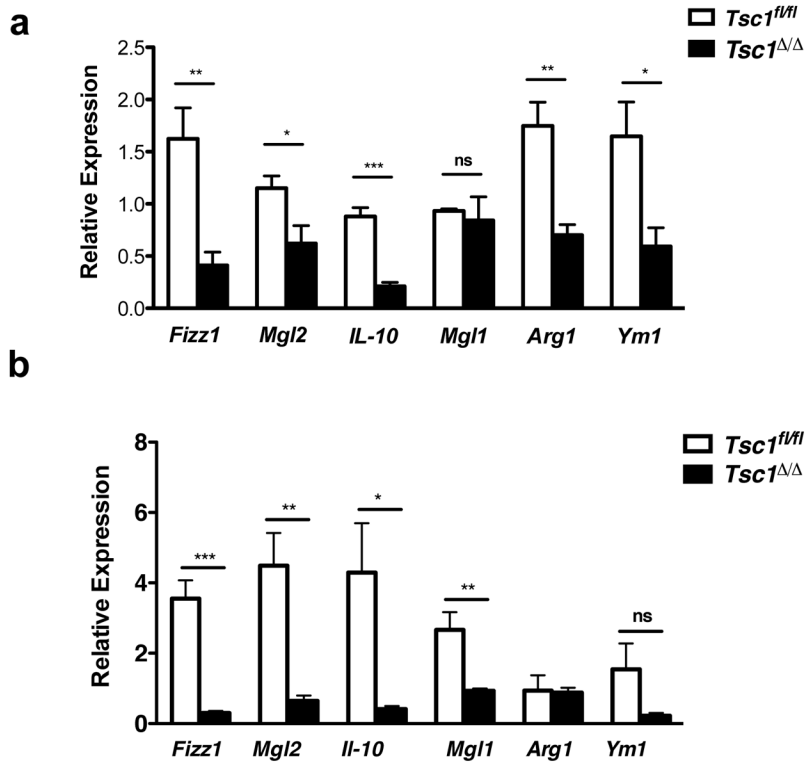 a
Tsc1fl/fl
Tsc1Δ/Δ
Relative Expression
2.5
2.0
1.5
1.0
0.5
0.0
** * *** ns ** *
Fizz1 Mgl2 IL-10 Mgl1 Arg1 Ym1
b
Tsc1fl/fl
Tsc1Δ/Δ
Relative Expression
8
6
4
2
0
*** ** * ** ns
Fizz1 Mgl2 Il-10 Mgl1 Arg1 Ym1